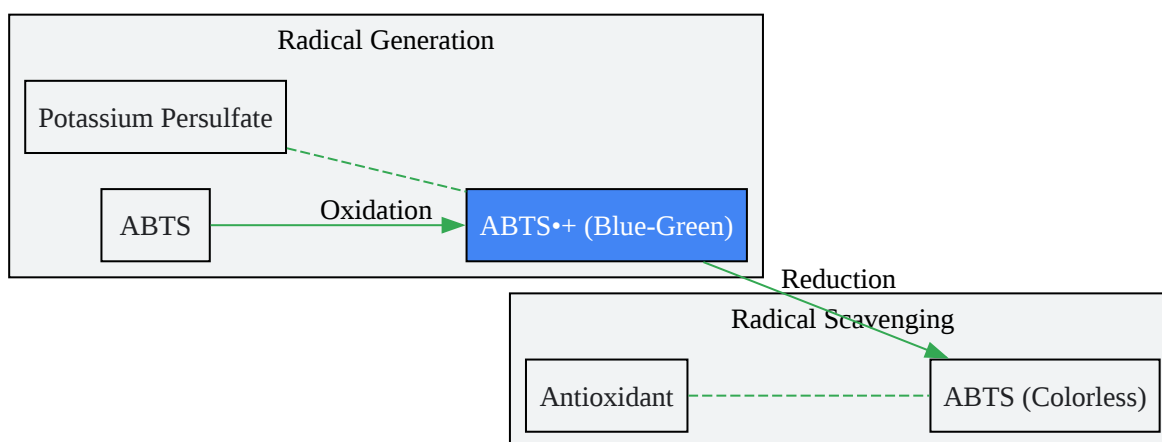 Radical Generation
Potassium Persulfate
ABTS
Oxidation
ABTS•+ (Blue-Green)
Reduction
Radical Scavenging
Antioxidant
ABTS (Colorless)